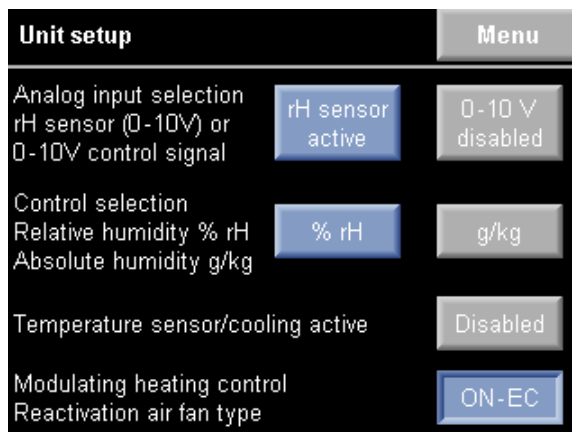 Unit setup
Menu
Analog input selection
rH sensor (0-10V) or
0-10V control signal
rH sensor
active
0-10 V
disabled
Control selection
Relative humidity % rH
Absolute humidity g/kg
% rH
g/kg
Temperature sensor/cooling active
Disabled
Modulating heating control
Reactivation air fan type
ON-EC